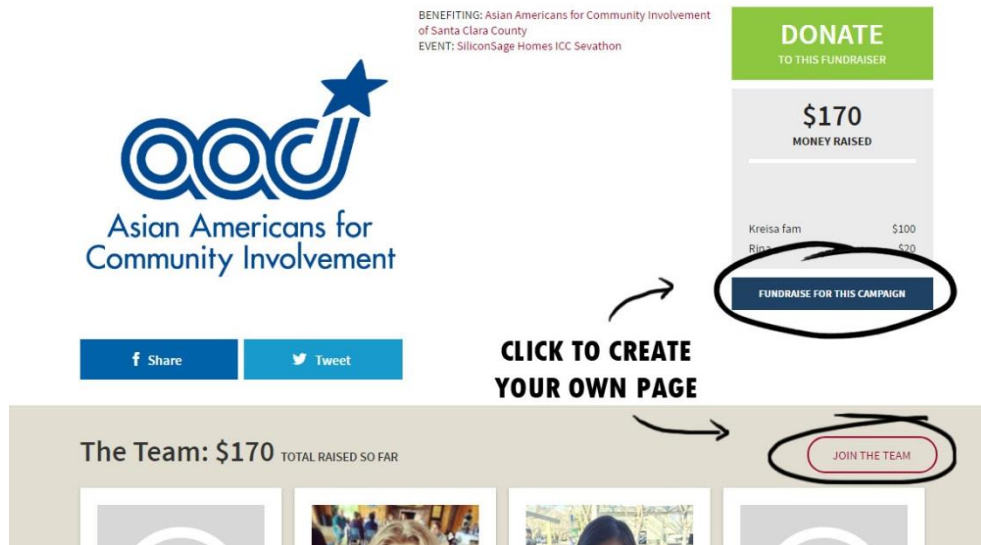 BENEFITING: Asian Americans for Community Involvement
of Santa Clara County
EVENT: SiliconSage Homes ICC Sevathon
DONATE
TO THIS FUNDRAISER
$170
MONEY RAISED
Kreisa fam $100
Rina $20
FUNDRAISE FOR THIS CAMPAIGN
aaci
Asian Americans for
Community Involvement
f Share
Tweet
CLICK TO CREATE
YOUR OWN PAGE
The Team: $170 TOTAL RAISED SO FAR
JOIN THE TEAM